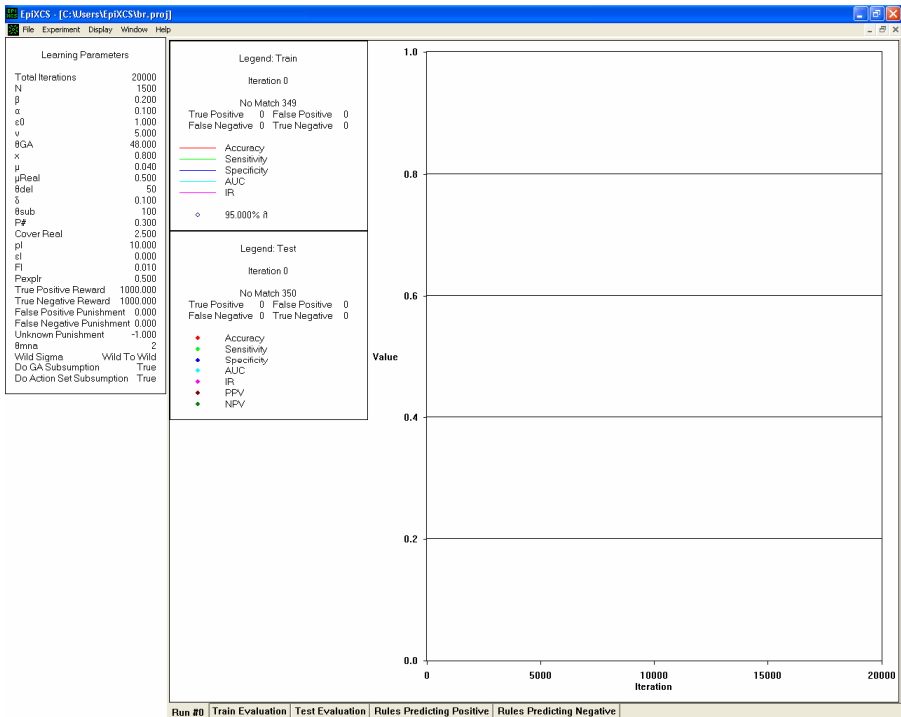 EpiXCS - [C:\Users\EpiXCS\br.proj]
File Experiment Display Window Help
Learning Parameters
Total Iterations 20000
N 1500
β 0.200
α 0.100
ε0 1.000
ν 5.000
θGA 48.000
x 0.800
μ 0.040
μReal 0.500
θdel 50
δ 0.100
θsub 100
P# 0.300
Cover Real 2.500
pI 10.000
εI 0.000
FI 0.010
Pexplr 0.500
True Positive Reward 1000.000
True Negative Reward 1000.000
False Positive Punishment 0.000
False Negative Punishment 0.000
Unknown Punishment -1.000
θmna 2
Wild Sigma Wild To Wild
Do GA Subsumption True
Do Action Set Subsumption True
Legend: Train
Iteration 0
No Match 349
True Positive 0 False Positive 0
False Negative 0 True Negative 0
Accuracy
Sensitivity
Specificity
AUC
IR
95.000%
Legend: Test
Iteration 0
No Match 350
True Positive 0 False Positive 0
False Negative 0 True Negative 0
Accuracy
Sensitivity
Specificity
AUC
IR
PPV
NPV
Value
1.0
0.8
0.6
0.4
0.2
0.0
0 5000 10000 15000 20000
Iteration
Run #0 Train Evaluation Test Evaluation Rules Predicting Positive Rules Predicting Negative